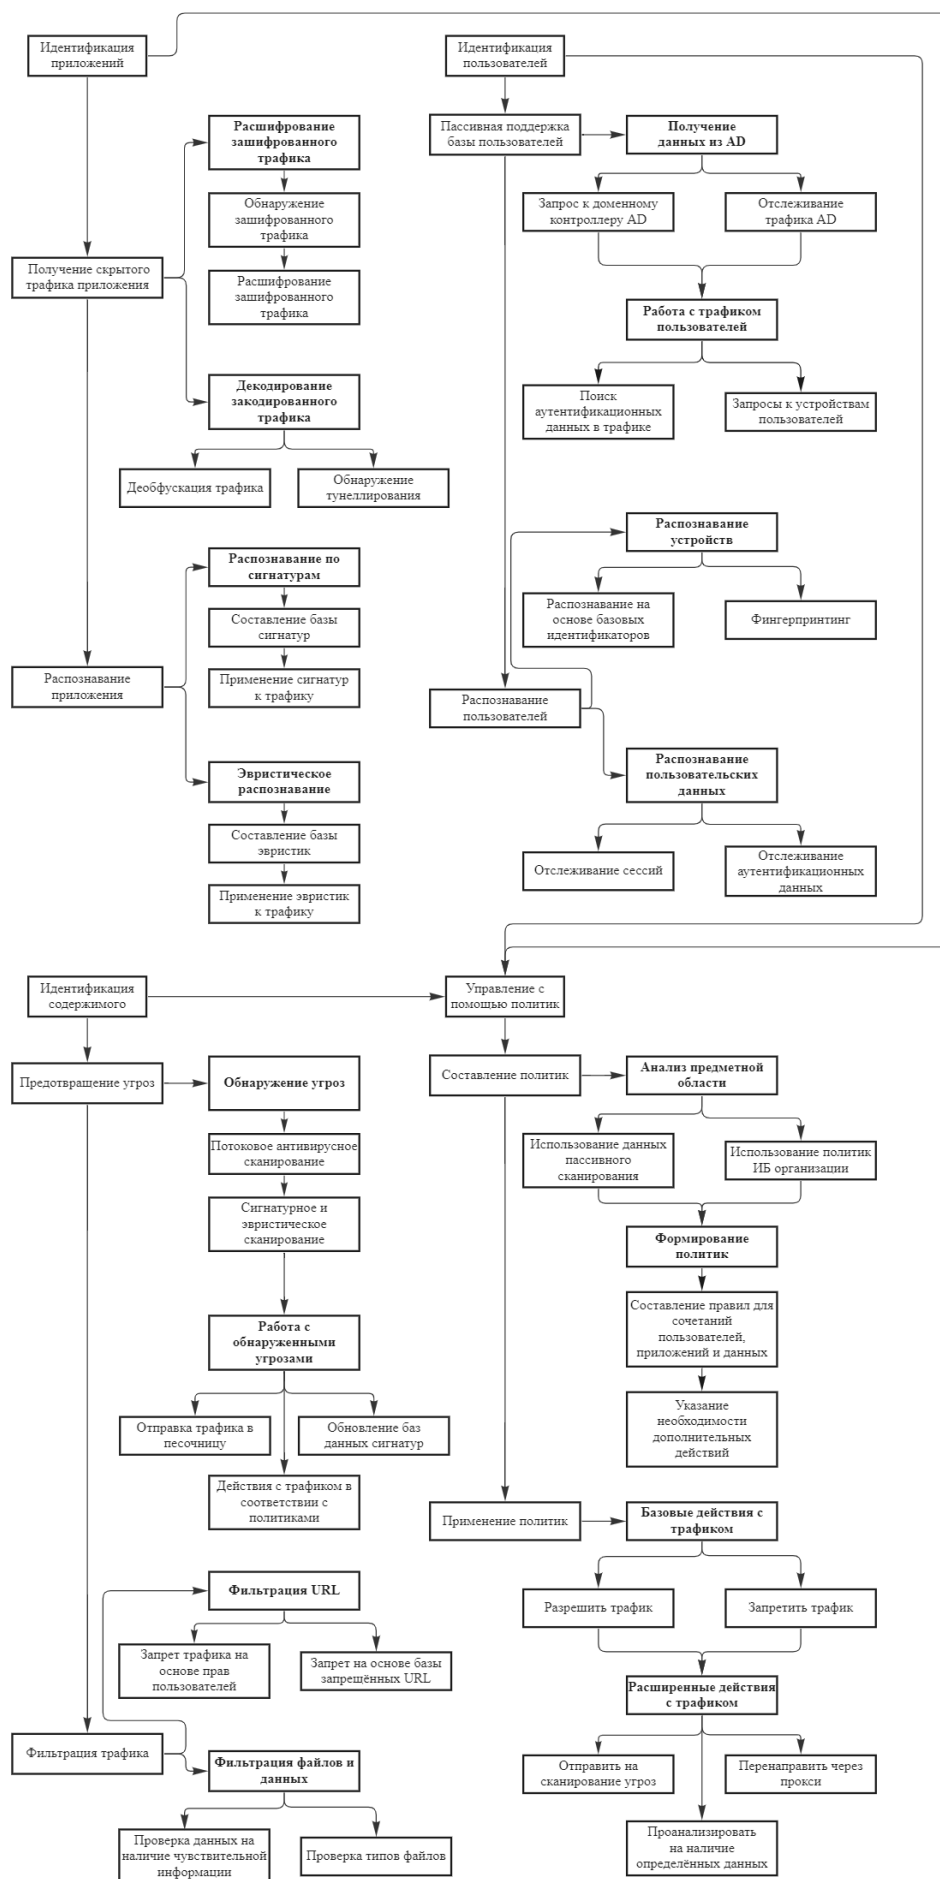 Идентификация
приложений
Расшифрование
зашифрованного
трафика
Обнаружение
зашифрованного
трафика
Получение скрытого
трафика приложения
Расшифрование
зашифрованного
трафика
Декодирование
закодированного
трафика
Деобфускация трафика
Обнаружение
тунеллирования
Распознавание по
сигнатурам
Составление базы
сигнатур
Распознавание
приложения
Применение сигнатур
к трафику
Эвристическое
распознавание
Составление базы
эвристик
Применение эвристик
к трафику
Идентификация
пользователей
Пассивная поддержка
базы пользователей
Получение
данных из AD
Запрос к доменному
контроллеру AD
Отслеживание
трафика AD
Работа с трафиком
пользователей
Поиск
аутентификационных
данных в трафике
Запросы к устройствам
пользователей
Распознавание
устройств
Распознавание на
основе базовых
идентификаторов
Фингерпринтинг
Распознавание
пользователей
Распознавание
пользовательских
данных
Отслеживание сессий
Отслеживание
аутентификационных
данных
Идентификация
содержимого
Предотвращение угроз
Обнаружение угроз
Потоковое антивирусное
сканирование
Сигнатурное и
эвристическое
сканирование
Работа с
обнаруженными
угрозами
Отправка трафика в
песочницу
Обновление баз
данных сигнатур
Действия с трафиком в
соответствии с
политиками
Фильтрация URL
Запрет трафика на
основе прав
пользователей
Запрет на основе базы
запрещённых URL
Фильтрация трафика
Фильтрация файлов и
данных
Проверка данных на
наличие чувствительной
информации
Проверка типов файлов
Управление с
помощью политик
Составление политик
Анализ предметной
области
Использование данных
пассивного
сканирования
Использование политик
ИБ организации
Формирование
политик
Составление правил для
сочетаний
пользователей,
приложений и данных
Указание
необходимости
дополнительных
действий
Применение политик
Базовые действия с
трафиком
Разрешить трафик
Запретить трафик
Расширенные действия
с трафиком
Отправить на
сканирование угроз
Перенаправить через
прокси
Проанализировать
на наличие
определённых данных